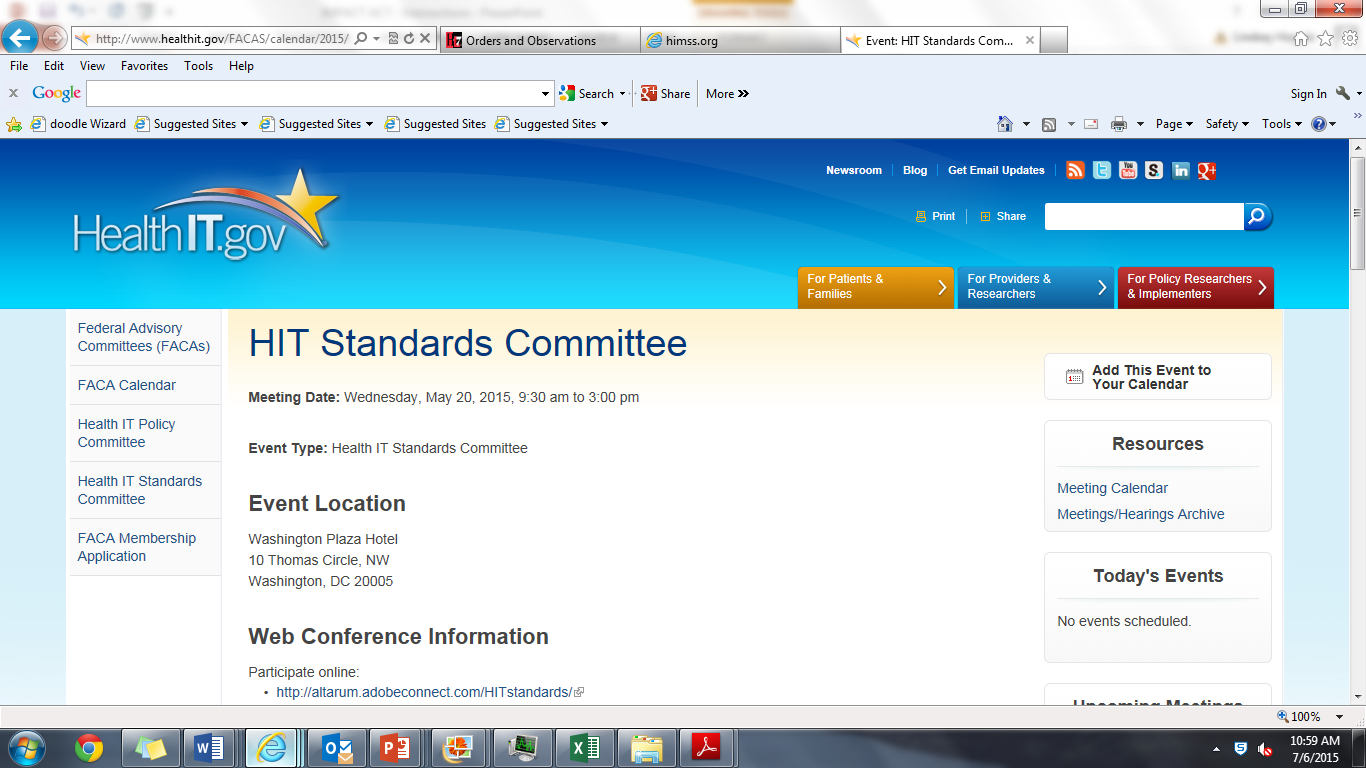 http://www.healthit.gov/FACAS/calendar/2015/
Orders and Observations
himss.org
Event: HIT Standards Com...
File Edit View Favorites Tools Help
x Google Search Share More >> Sign In
doodle Wizard Suggested Sites Suggested Sites Suggested Sites Suggested Sites Page Safety Tools
HealthIT.gov
Newsroom Blog Get Email Updates
Print Share
For Patients &
Families
For Providers &
Researchers
For Policy Researchers
& Implementers
Federal Advisory
Committees (FACAs)
FACA Calendar
Health IT Policy
Committee
Health IT Standards
Committee
FACA Membership
Application
HIT Standards Committee
Meeting Date: Wednesday, May 20, 2015, 9:30 am to 3:00 pm
Event Type: Health IT Standards Committee
Event Location
Washington Plaza Hotel
10 Thomas Circle, NW
Washington, DC 20005
Web Conference Information
Participate online:
• http://altarum.adobeconnect.com/HITstandards/
Add This Event to
Your Calendar
Resources
Meeting Calendar
Meetings/Hearings Archive
Today's Events
No events scheduled.
Upcoming Meetings
100%
10:59 AM
7/6/2015